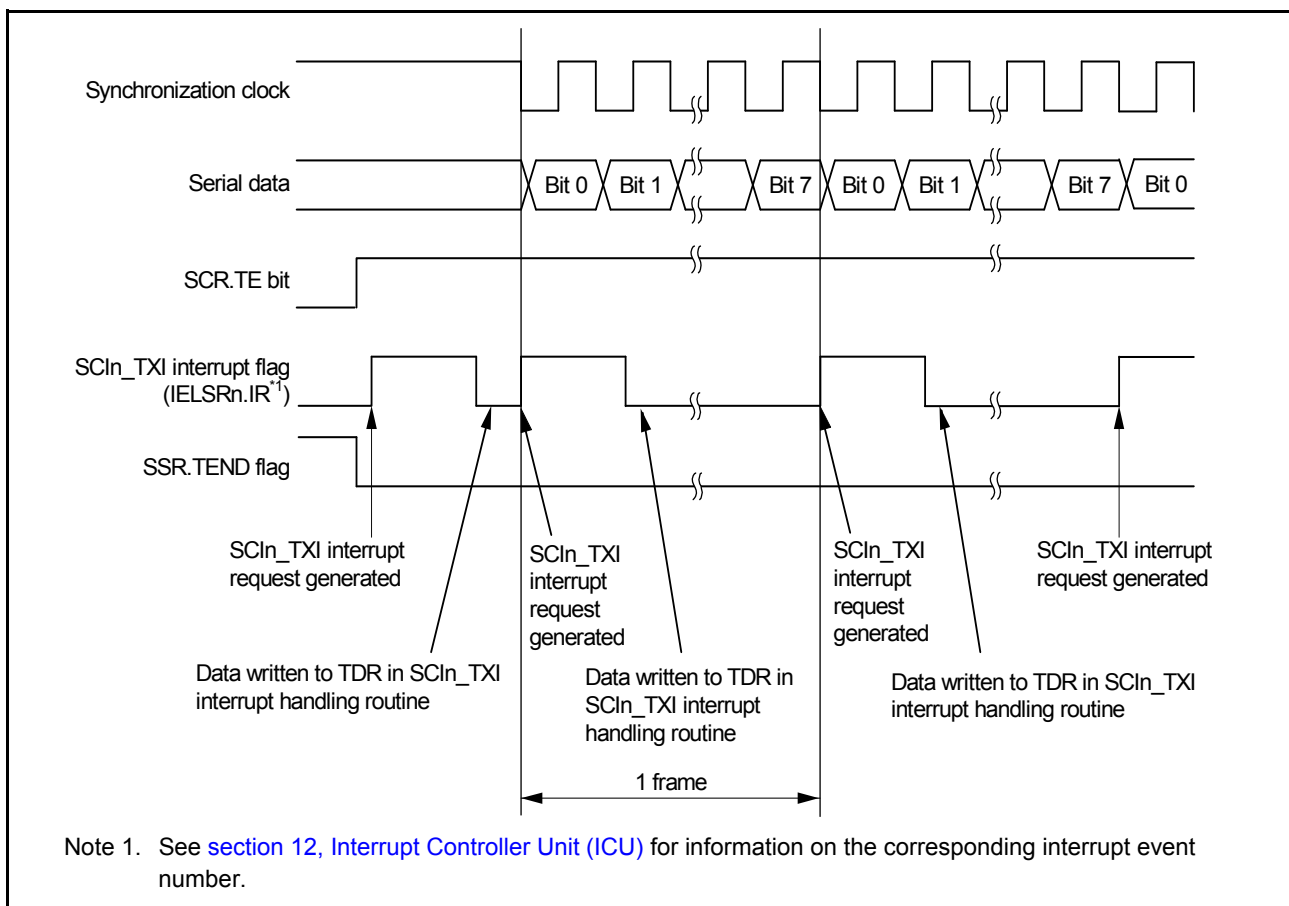 Synchronization clock
Serial data
Bit 0 Bit 1 Bit 7 Bit 0 Bit 1 Bit 7 Bit 0
SCR.TE bit
SCIn_TXI interrupt flag
(IELSRn.IR*1)
SSR.TEND flag
SCIn_TXI interrupt
request generated
SCIn_TXI
interrupt
request
generated
SCIn_TXI
interrupt
request
generated
SCIn_TXI interrupt
request generated
Data written to TDR in SCIn_TXI
interrupt handling routine
Data written to TDR in
SCIn_TXI interrupt
handling routine
Data written to TDR in SCIn_TXI
interrupt handling routine
1 frame
Note 1. See section 12, Interrupt Controller Unit (ICU) for information on the corresponding interrupt event
number.